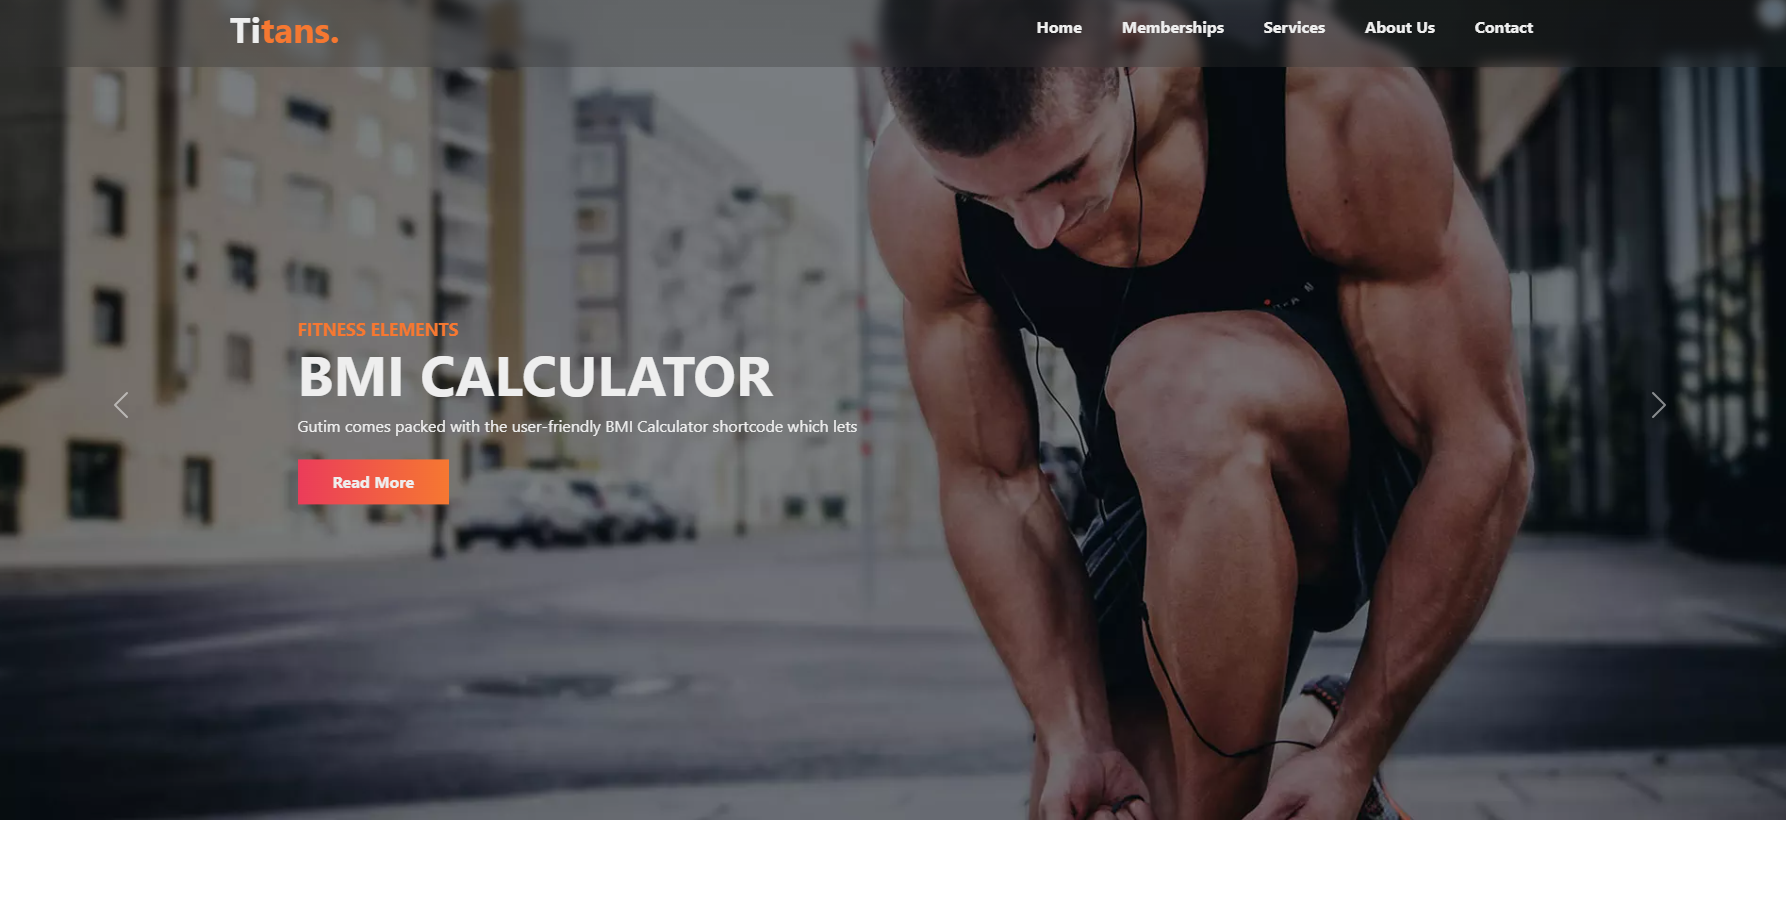 Titans.
Home Memberships Services About Us Contact
FITNESS ELEMENTS
BMI CALCULATOR
Gutim comes packed with the user-friendly BMI Calculator shortcode which lets
Read More